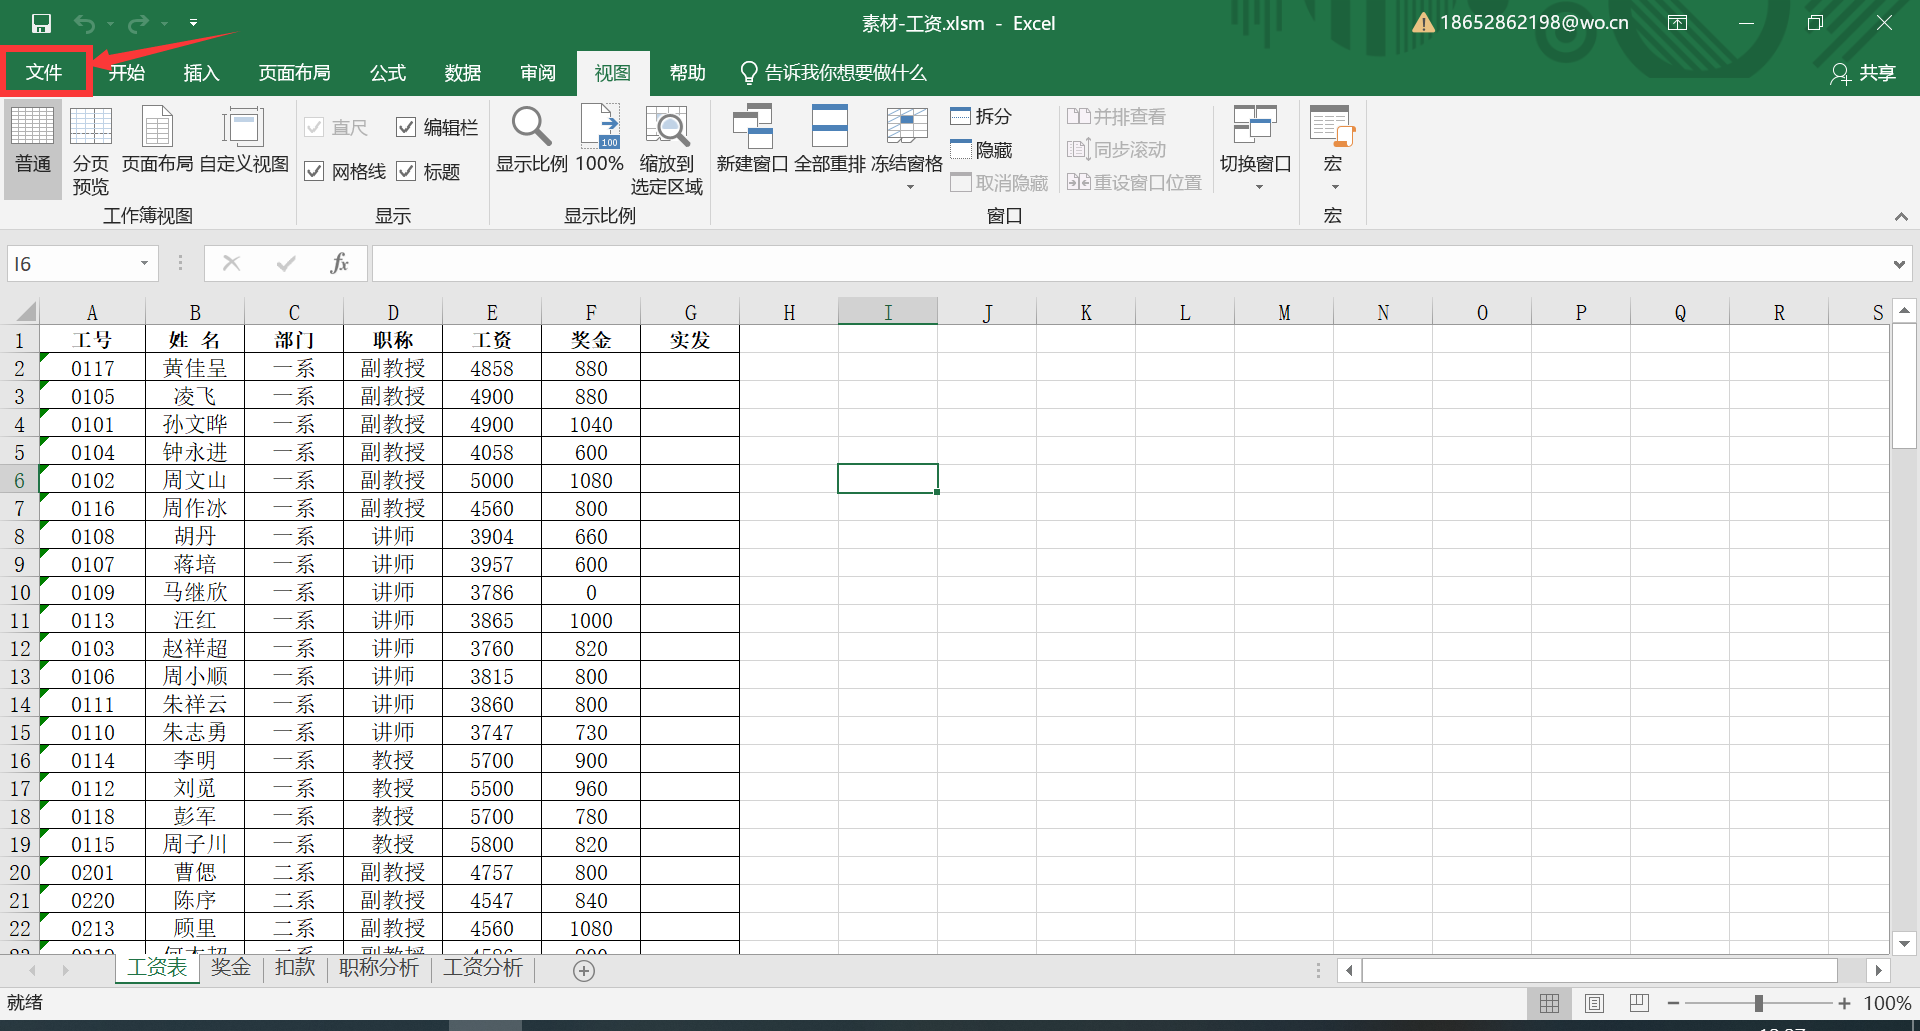 素材-工资.xlsm - Excel
18652862198@wo.cn
文件 开始 插入 页面布局 公式 数据 审阅 视图 帮助 告诉我你想要做什么 共享
普通 分页预览 页面布局 自定义视图
工作簿视图
直尺 编辑栏
网格线 标题
显示
显示比例 100 100% 缩放到选定区域
显示比例
新建窗口 全部重排 冻结窗格
拆分
隐藏
取消隐藏
并排查看
同步滚动
重设窗口位置
切换窗口
窗口
宏
宏
I6 fx
A B C D E F G H I J K L M N O P Q R S
1 工号 姓 名 部门 职称 工资 奖金 实发
2 0117 黄佳呈 一系 副教授 4858 880
3 0105 凌飞 一系 副教授 4900 880
4 0101 孙文晔 一系 副教授 4900 1040
5 0104 钟永进 一系 副教授 4058 600
6 0102 周文山 一系 副教授 5000 1080
7 0116 周作冰 一系 副教授 4560 800
8 0108 胡丹 一系 讲师 3904 660
9 0107 蒋培 一系 讲师 3957 600
10 0109 马继欣 一系 讲师 3786 0
11 0113 汪红 一系 讲师 3865 1000
12 0103 赵祥超 一系 讲师 3760 820
13 0106 周小顺 一系 讲师 3815 800
14 0111 朱祥云 一系 讲师 3860 800
15 0110 朱志勇 一系 讲师 3747 730
16 0114 李明 一系 教授 5700 900
17 0112 刘觅 一系 教授 5500 960
18 0118 彭军 一系 教授 5700 780
19 0115 周子川 一系 教授 5800 820
20 0201 曹偲 二系 副教授 4757 800
21 0220 陈序 二系 副教授 4547 840
22 0213 顾里 二系 副教授 4560 1080
工资表 奖金 扣款 职称分析 工资分析
就绪
100%